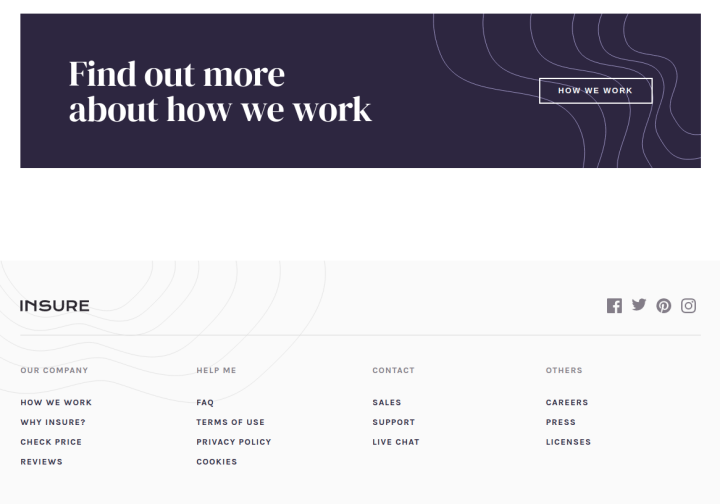 Find out more
about how we work
HOW WE WORK
INSURE
OUR COMPANY
HOW WE WORK
WHY INSURE?
CHECK PRICE
REVIEWS
HELP ME
FAQ
TERMS OF USE
PRIVACY POLICY
COOKIES
CONTACT
SALES
SUPPORT
LIVE CHAT
OTHERS
CAREERS
PRESS
LICENSES